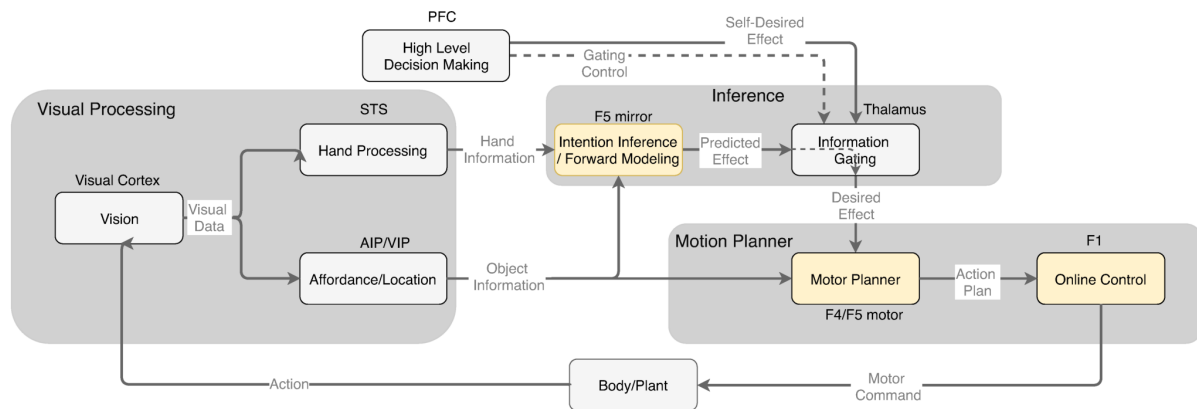 PFC
High Level
Decision Making
Self-Desired
Effect
Gating
Control
Visual Processing
STS
Hand Processing
Hand
Information
Inference
F5 mirror
Intention Inference
/ Forward Modeling
Predicted
Effect
Thalamus
Information
Gating
Visual Cortex
Vision
Visual
Data
AIP/VIP
Affordance/Location
Object
Information
Desired
Effect
Motion Planner
Motor Planner
F4/F5 motor
Action
Plan
F1
Online Control
Action
Body/Plant
Motor
Command